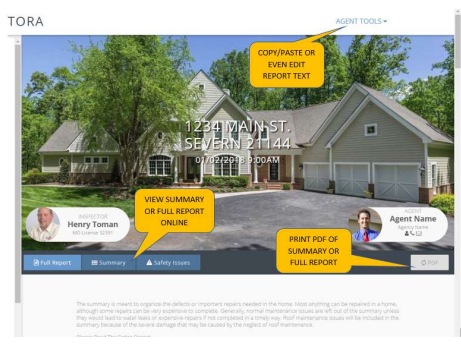 TORA
AGENT TOOLS
COPY/PASTE OR
EVEN EDIT
REPORT TEXT
1234 MAIN ST.
SEVERN 21144
01/02/2018 9:00AM
VIEW SUMMARY
OR FULL REPORT
ONLINE
INSPECTOR
Henry Toman
MD License 32391
AGENT
Agent Name
Agency Name
PRINT PDF OF
SUMMARY OR
FULL REPORT
Full Report
Summary
Safety Issues
PDF
The summary is meant to organize the defects or important repairs needed in the home. Most anything can be repaired in a home,
although some repairs can be very expensive to complete. Generally, normal maintenance issues are left out of the summary unless
they would lead to water leaks or expensive repairs if not completed in a timely way. Roof maintenance issues will be included in the
summary because of the severe damage that may be caused by the neglect of roof maintenance.